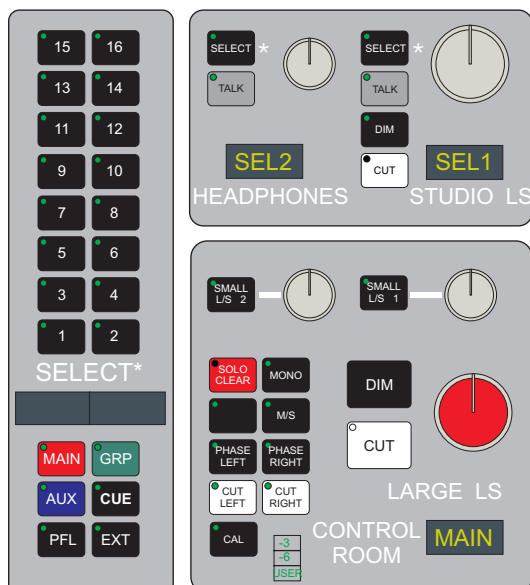 15 16
13 14
11 12
9 10
7 8
5 6
3 4
1 2
SELECT*
MAIN GRP
AUX CUE
PFL EXT
SELECT * SELECT *
TALK TALK
DIM
SEL2 CUT SEL1
HEADPHONES STUDIO LS
SMALL L/S 2
SMALL L/S 1
SOLO CLEAR
MONO
M/S
PHASE LEFT
PHASE RIGHT
CUT LEFT
CUT RIGHT
CAL
-3
-6
USER
DIM
CUT
LARGE LS
CONTROL ROOM
MAIN